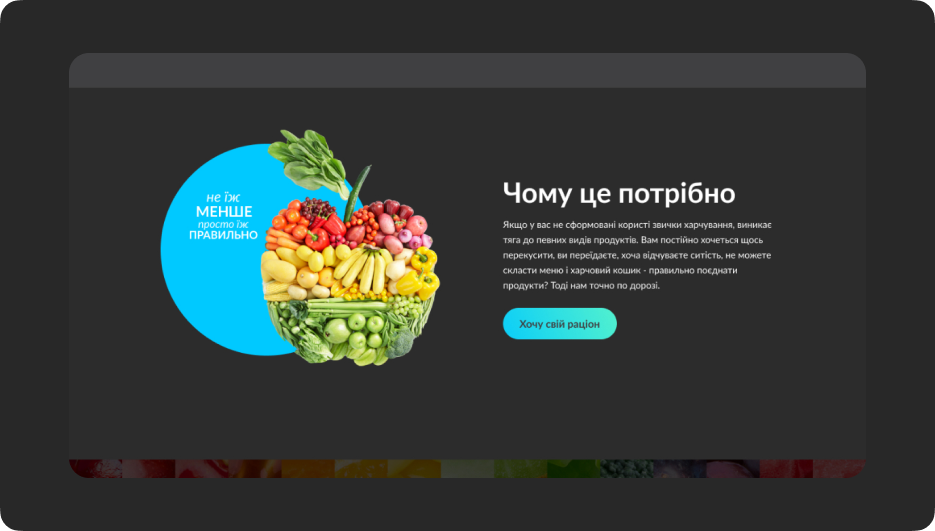 не їж
МЕНШЕ
просто їж
ПРАВИЛЬНО
Чому це потрібно
Якщо у вас не сформовані користі звички харчування, виникає
тяга до певних видів продуктів. Вам постійно хочеться щось
перекусити, ви переїдаєте, хоча відчуваєте ситість, не можете
скласти меню і харчовий кошик - правильно поєднати
продукти? Тоді нам точно по дорозі.
Хочу свій раціон